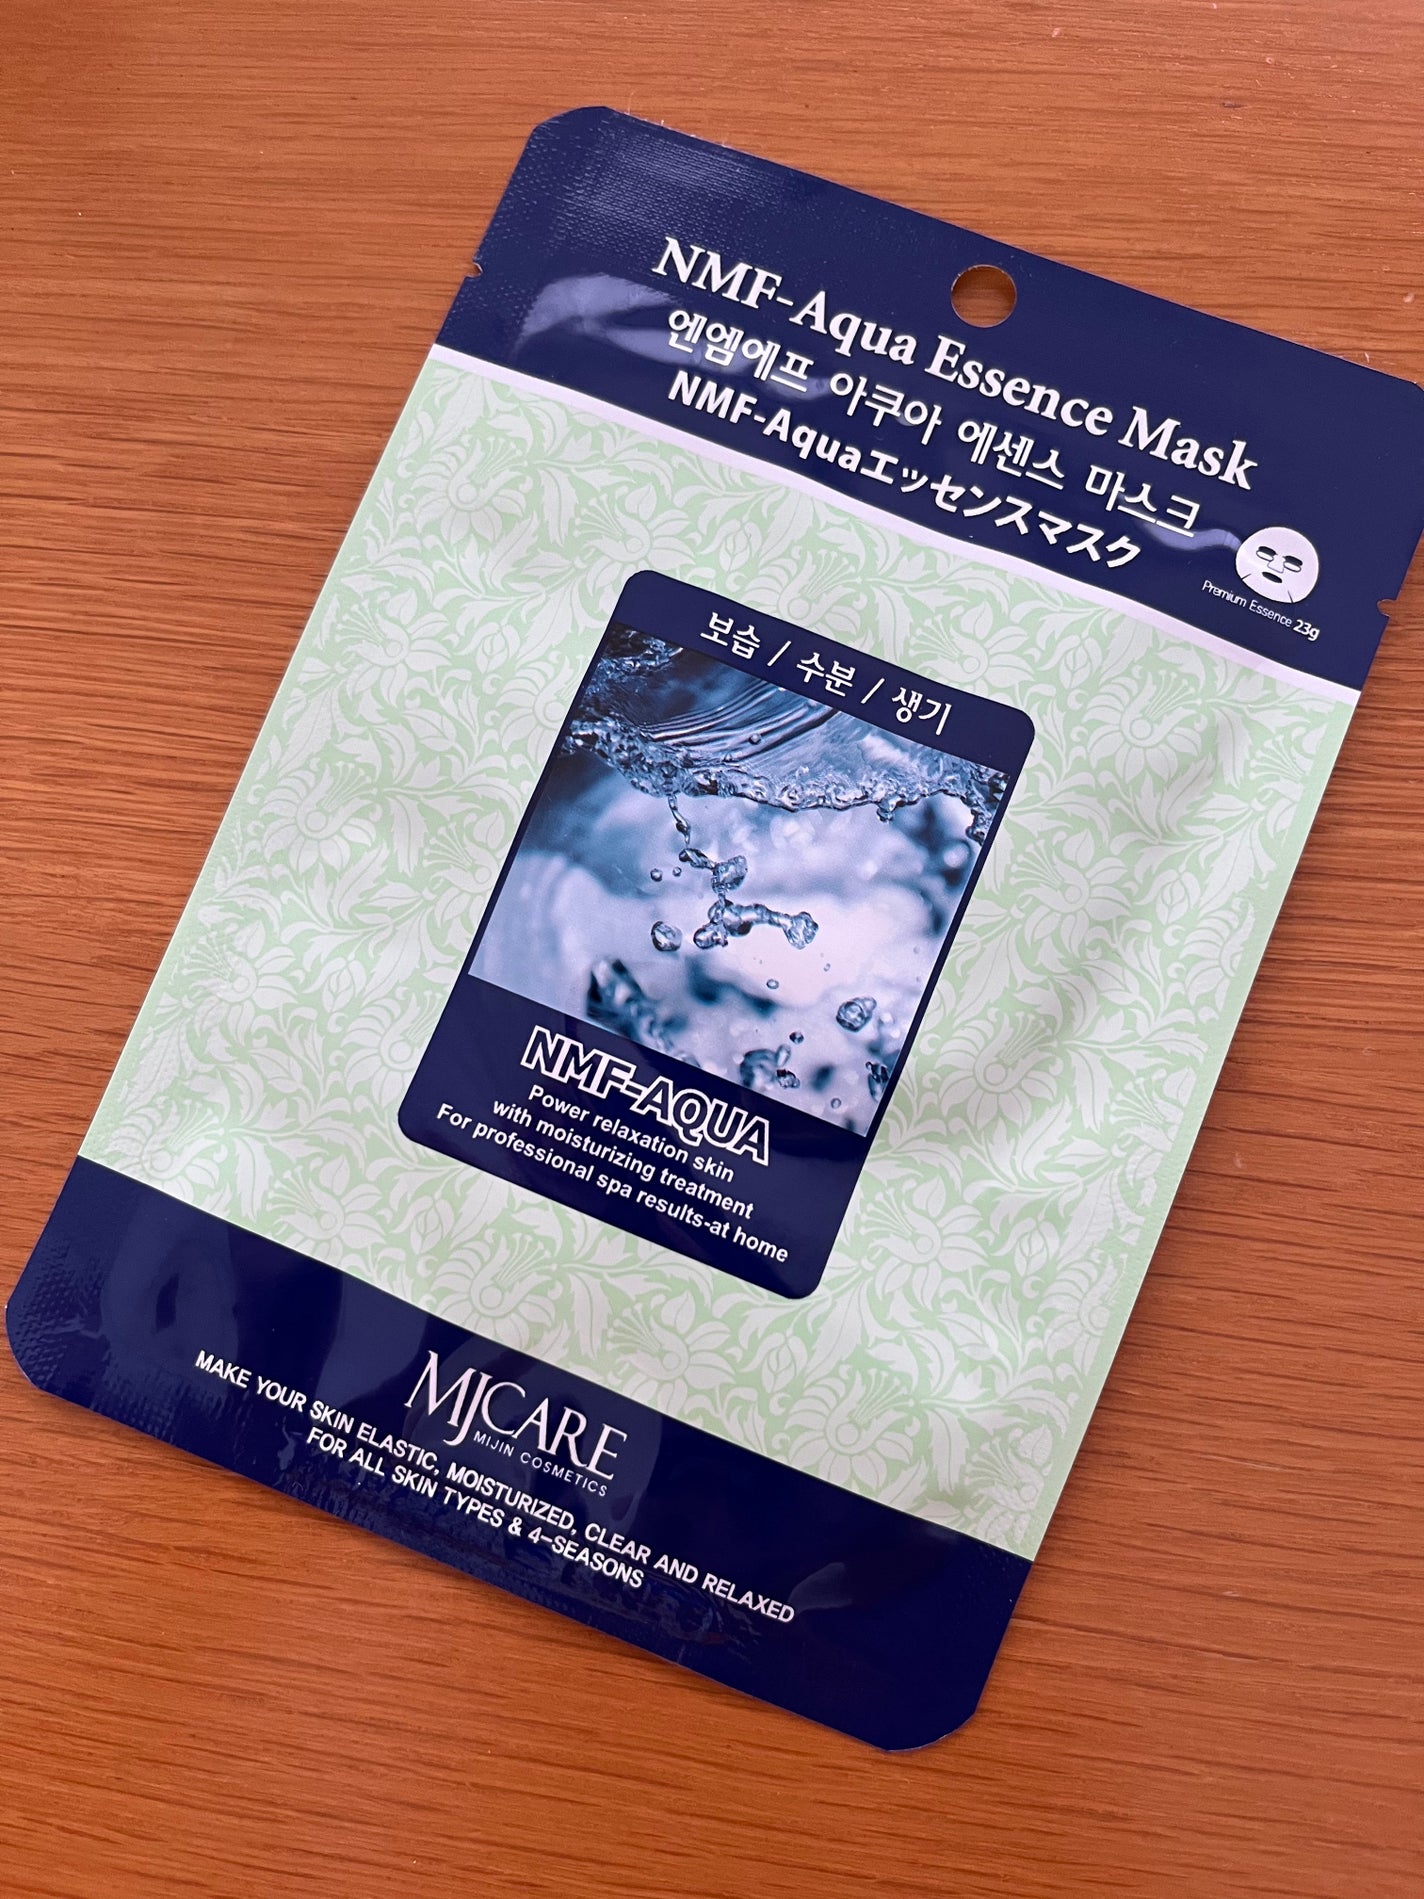 NMF-Aqua Essence Mask
엔엠에프 아쿠아 에센스 마스크
NMF-Aquaエッセンスマスク
Premium Essence 23g
보습 / 수분 / 생기
NMF-AQUA
Power relaxation skin
with moisturizing treatment
For professional spa results-at home
MJCARE
MIJIN COSMETICS
MAKE YOUR SKIN ELASTIC, MOISTURIZED, CLEAR AND RELAXED
FOR ALL SKIN TYPES & 4-SEASONS